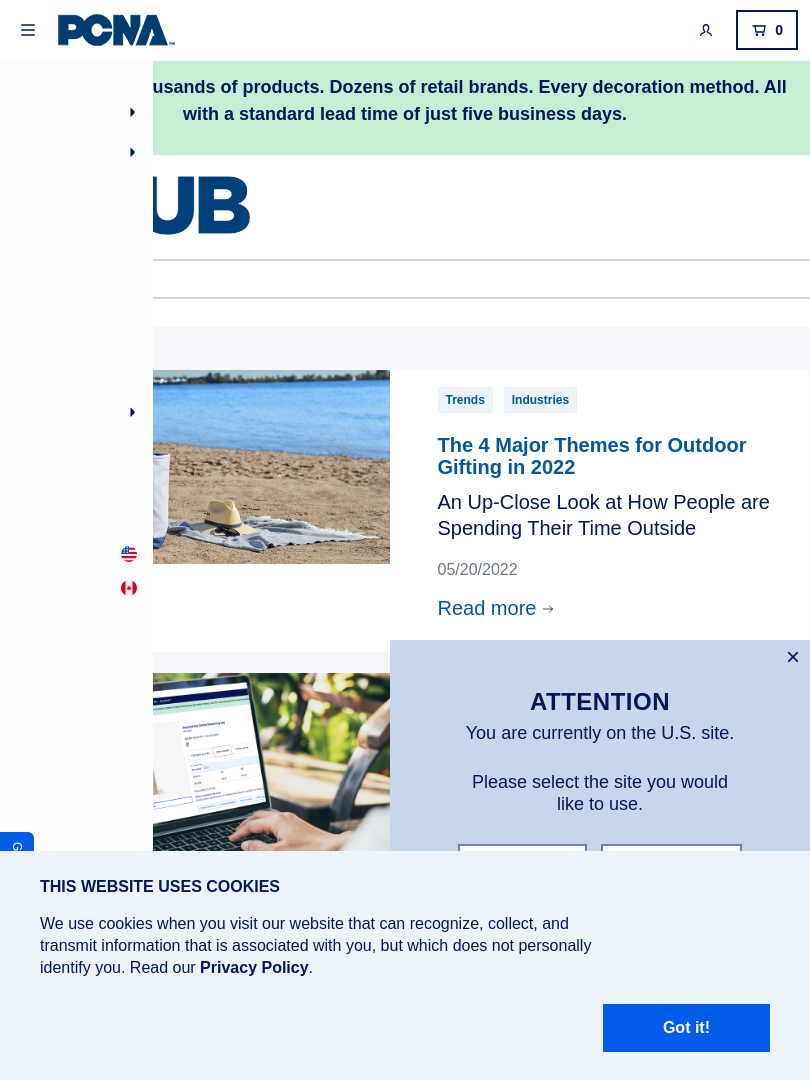 PCNA
0
usands of products. Dozens of retail brands. Every decoration method. All
with a standard lead time of just five business days.
UB
Trends Industries
The 4 Major Themes for Outdoor
Gifting in 2022
An Up-Close Look at How People are
Spending Their Time Outside
05/20/2022
Read more
ATTENTION
You are currently on the U.S. site.
Please select the site you would
like to use.
G
THIS WEBSITE USES COOKIES
We use cookies when you visit our website that can recognize, collect, and
transmit information that is associated with you, but which does not personally
identify you. Read our Privacy Policy.
Got it!